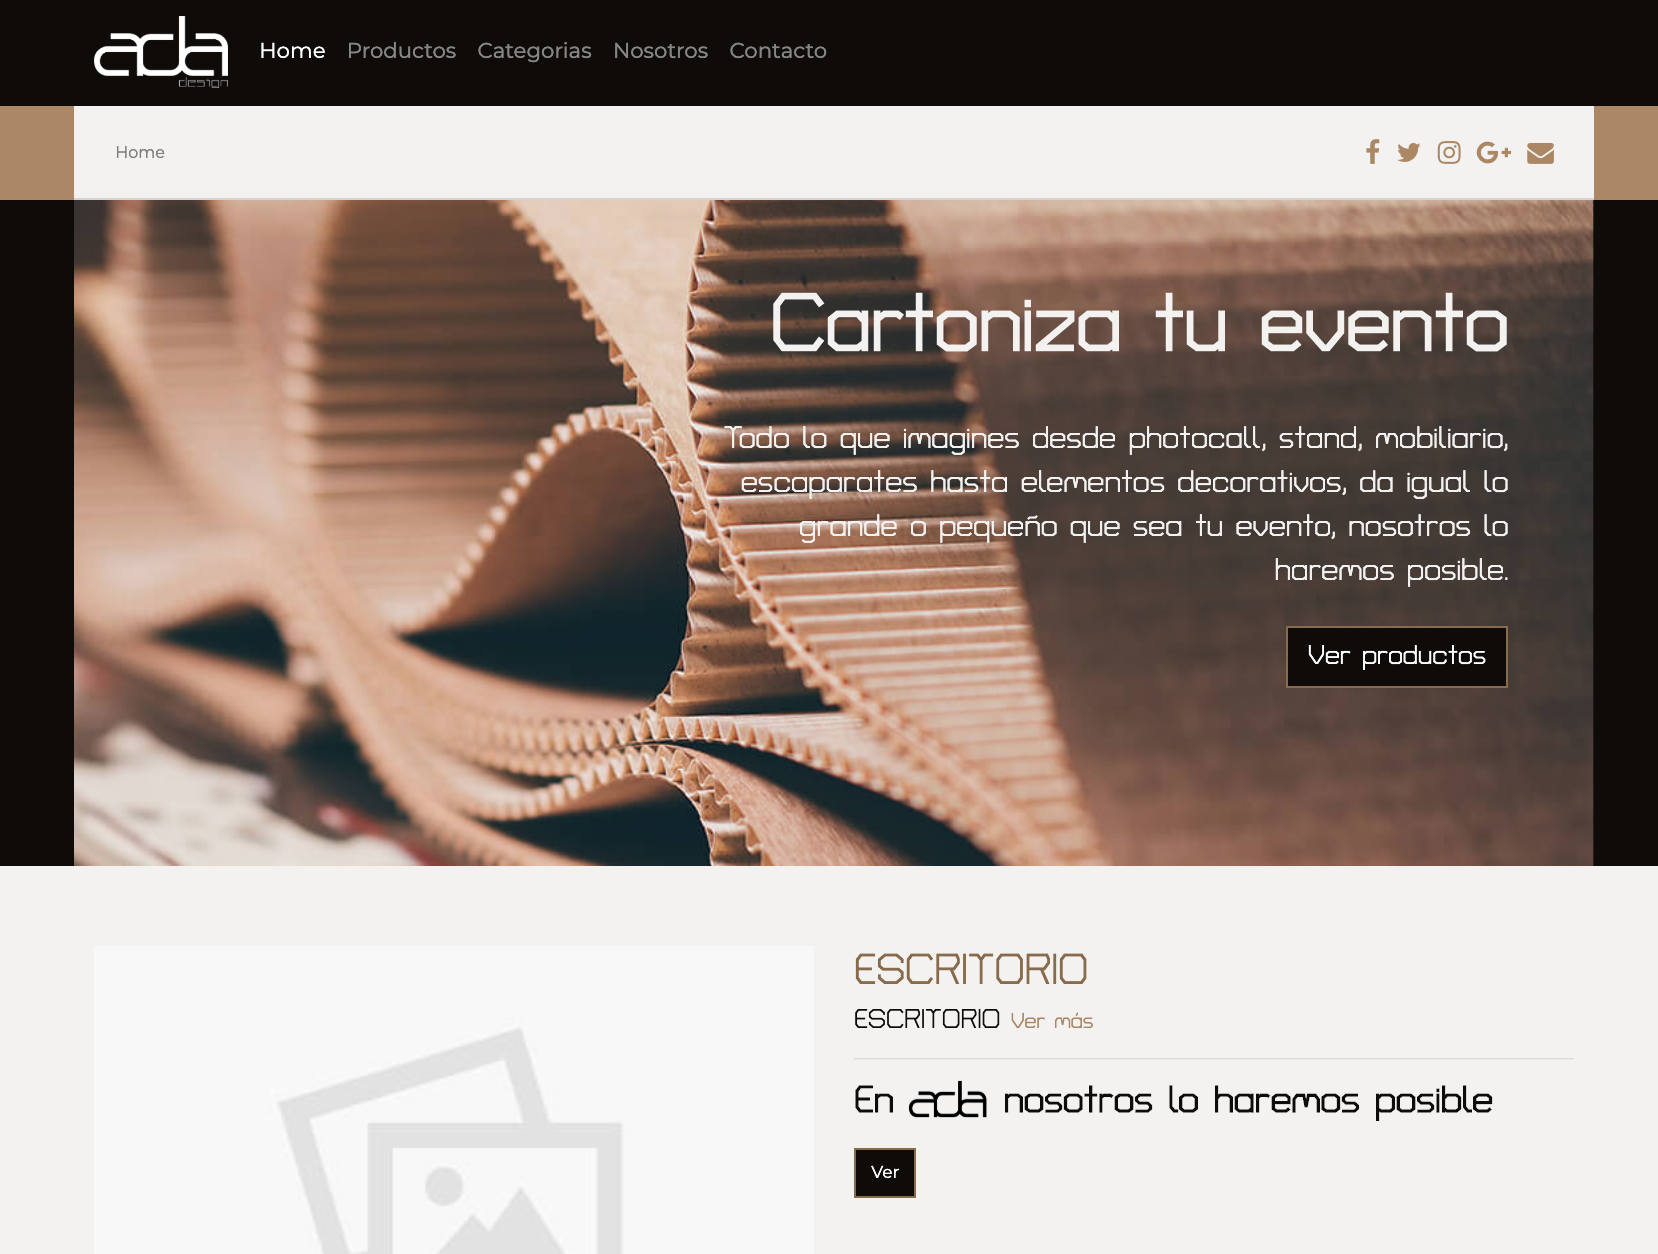 ada
design
Home Productos Categorias Nosotros Contacto
Home
Cartoniza tu evento
Todo lo que imagines desde photocall, stand, mobiliario,
escaparates hasta elementos decorativos, da igual lo
grande o pequeño que sea tu evento, nosotros lo
haremos posible.
Ver productos
ESCRITORIO
ESCRITORIO Ver más
En ada nosotros lo haremos posible
Ver